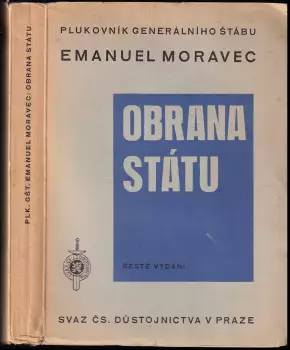 PLK. GŠT. EMANUEL MORAVEC: OBRANA STÁTU
PLUKOVNÍK GENERÁLNÍHO ŠTÁBU
EMANUEL MORAVEC
OBRANA
STÁTU
ŠESTÉ VYDÁNÍ
SVAZ ČS. DŮSTOJNICTVA V PRAZE